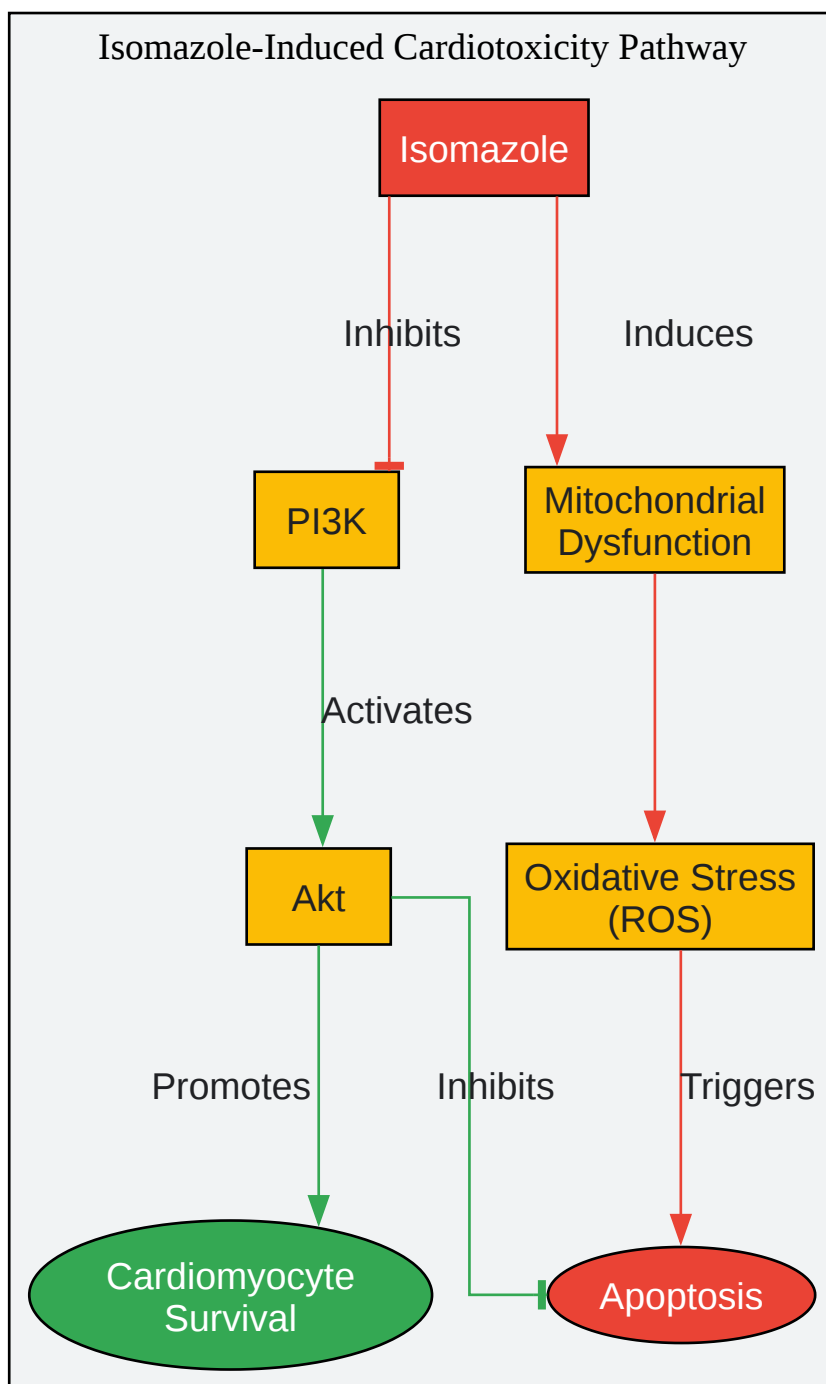 Isomazole-Induced Cardiotoxicity Pathway
Isomazole
Inhibits
Induces
PI3K
Mitochondrial
Dysfunction
Activates
Akt
Oxidative Stress
(ROS)
Promotes
Inhibits
Triggers
Cardiomyocyte
Survival
Apoptosis